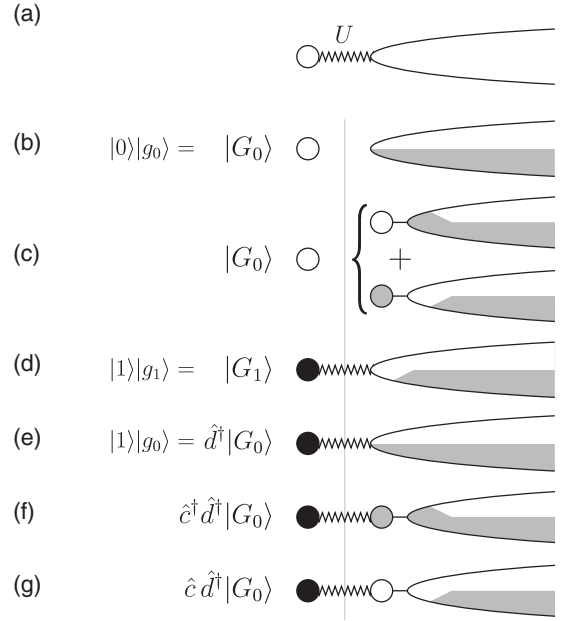 (a)
U
(b) |0⟩|g₀⟩ = |G₀⟩
(c) |G₀⟩ { +
(d) |1⟩|g₁⟩ = |G₁⟩
(e) |1⟩|g₀⟩ = d̂†|G₀⟩
(f) ĉ†d̂†|G₀⟩
(g) ĉ d̂†|G₀⟩